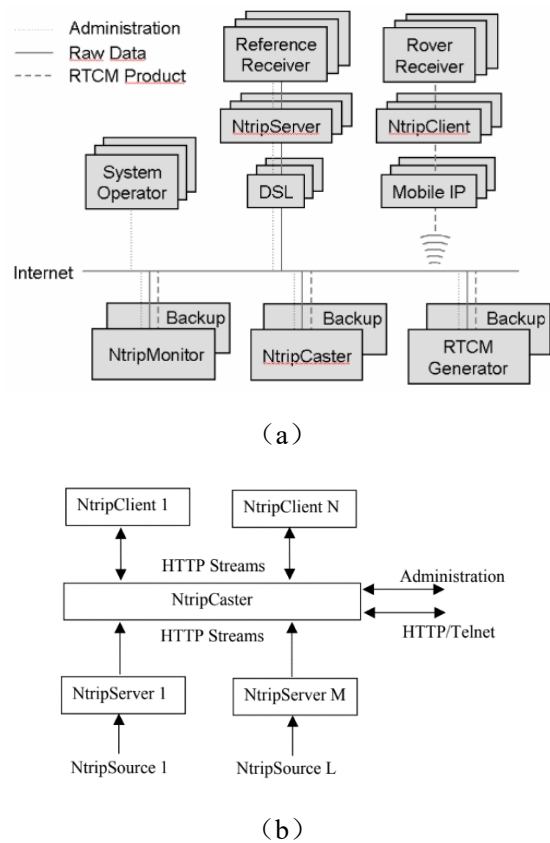 Administration
Raw Data
RTCM Product
Reference
Receiver
Rover
Receiver
NtripServer
NtripClient
System
Operator
DSL
Mobile IP
Internet
Backup
NtripMonitor
Backup
NtripCaster
Backup
RTCM
Generator
（a）
NtripClient 1
NtripClient N
HTTP Streams
Administration
NtripCaster
HTTP Streams
HTTP/Telnet
NtripServer 1
NtripServer M
NtripSource 1
NtripSource L
（b）